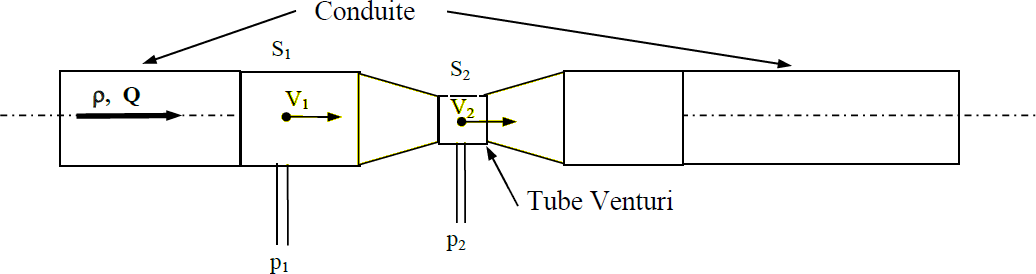 Conduite
S1
S2
ρ, Q
V1
V2
Tube Venturi
p1
p2